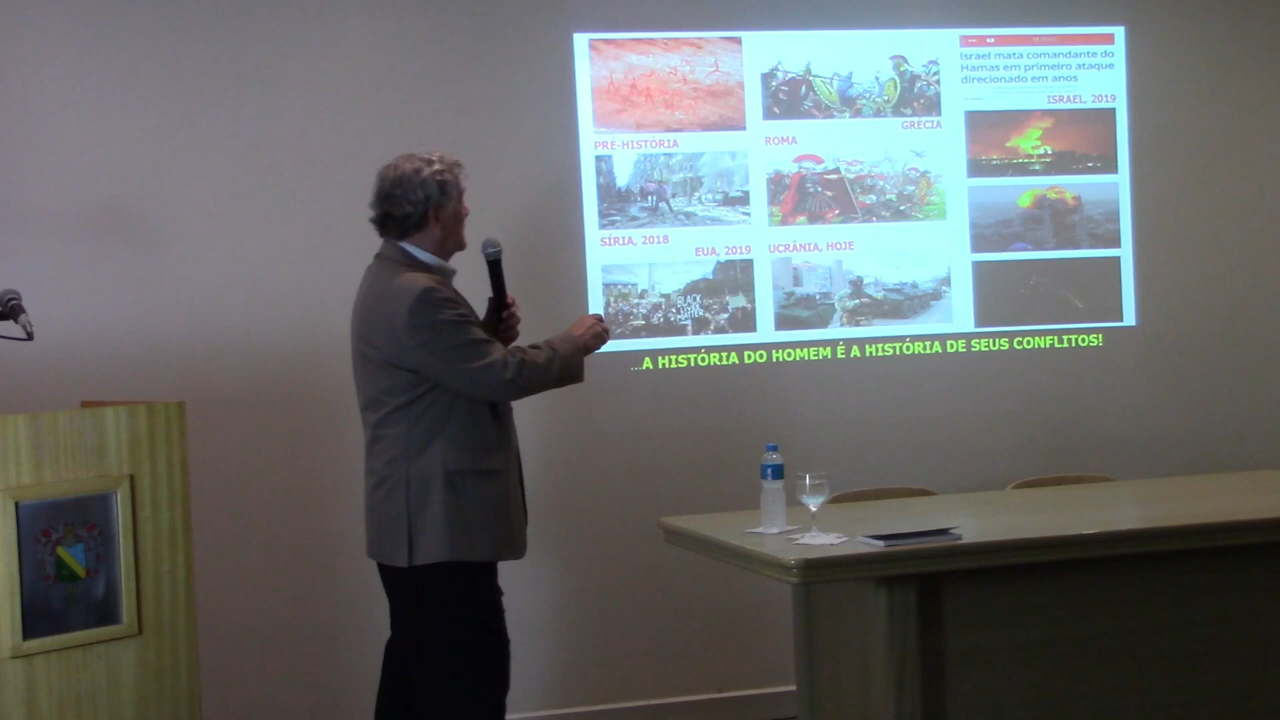 Israel mata comandante do
Hamas em primeiro ataque
direcionado em anos
ISRAEL, 2019
GRÉCIA
PRÉ-HISTÓRIA
ROMA
SÍRIA, 2018
EUA, 2019
UCRÂNIA, HOJE
BLACK
LIVES
MATTER
...A HISTÓRIA DO HOMEM É A HISTÓRIA DE SEUS CONFLITOS!